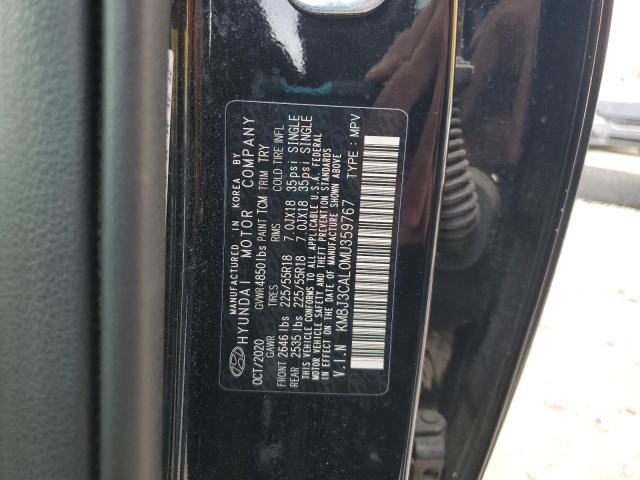 MANUFACTURED IN KOREA BY
HYUNDAI MOTOR COMPANY
OCT/2020 GVWR 4850 lbs PAINT TCM TRIM TRY
GAWR TIRES RIMS COLD TIRE INFL
FRONT 2646 lbs 225/55R18 7.0JX18 35psi SINGLE
REAR 2535 lbs 225/55R18 7.0JX18 35psi SINGLE
THIS VEHICLE CONFORMS TO ALL APPLICABLE U.S.A. FEDERAL
MOTOR VEHICLE SAFETY AND THEFT PREVENTION STANDARDS
IN EFFECT ON THE DATE OF MANUFACTURE SHOWN ABOVE
V.I.N KM8J3CAL0MU359767 TYPE: MPV